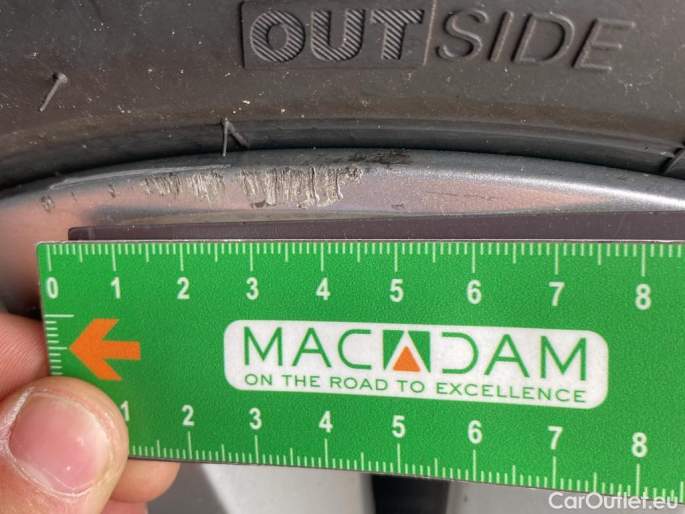 OUTSIDE
0 1 2 3 4 5 6 7 8
MACADAM
ON THE ROAD TO EXCELLENCE
1 2 3 4 5 6 7 8
CarOutlet.eu